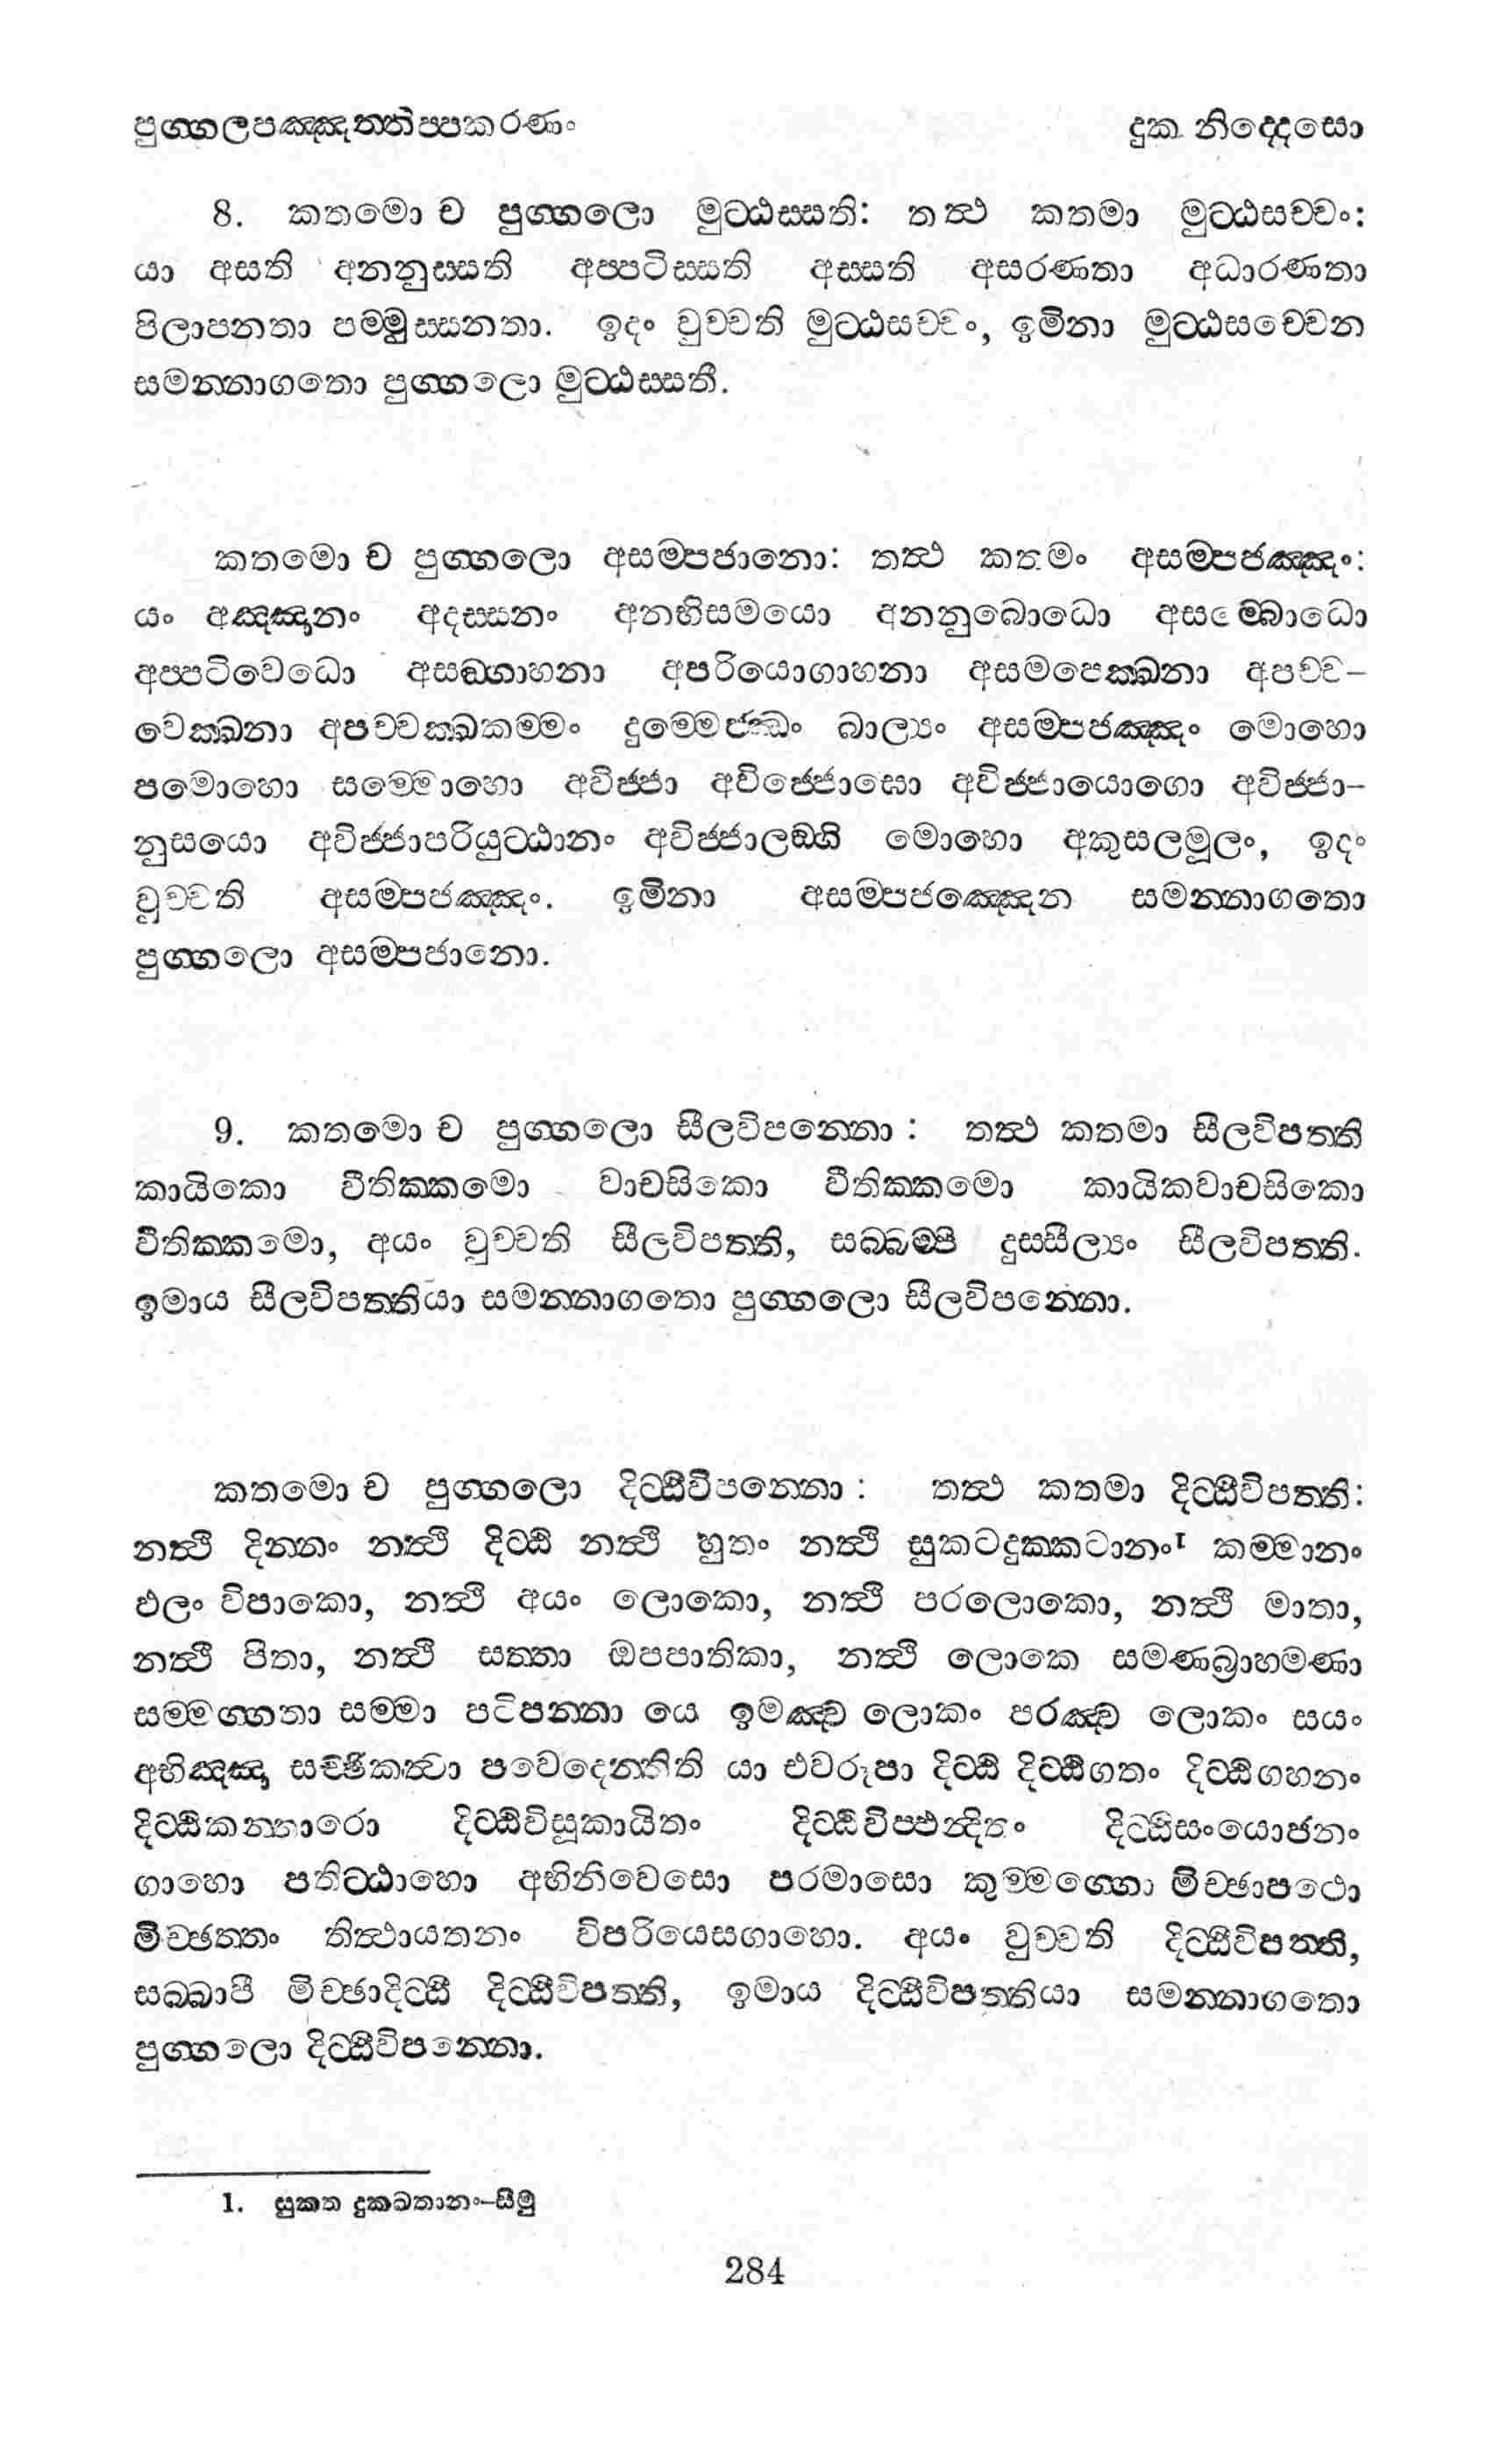 පුග්ගලපඤ්ඤත්තිප්පකරණං දුක නිද්දෙසො
8. කතමො ච පුග්ගලො මුට්ඨස්සති: තත්ථ කතමා මුට්ඨසච්චං:
යා අසති අනනුස්සති අප්පටිස්සති අස්සති අසරණතා අධාරණතා
පිලාපනතා පම්මුස්සනතා. ඉදං වුච්චති මුට්ඨසච්චං, ඉමිනා මුට්ඨසච්චෙන
සමන්නාගතො පුග්ගලො මුට්ඨස්සතී.
කතමො ච පුග්ගලො අසම්පජානො: තත්ථ කතමං අසම්පජඤ්ඤං:
යං අඤ්ඤානං අදස්සනං අනභිසමයො අනනුබොධො අසම්බොධො
අප්පටිවෙධො අසඞ්ගාහනා අපරියොගාහනා අසමපෙක්ඛනා අපච්ච-
වෙක්ඛනා අපච්චක්ඛකම්මං දුම්මෙජ්ඣං බාල්‍යං අසම්පජඤ්ඤං මොහො
පමොහො සම්මොහො අවිජ්ජා අවිජ්ජොඝො අවිජ්ජායොගො අවිජ්ජා-
නුසයො අවිජ්ජාපරියුට්ඨානං අවිජ්ජාලඞ්ගි මොහො අකුසලමූලං, ඉදං
වුච්චති අසම්පජඤ්ඤං. ඉමිනා අසම්පජඤ්ඤෙන සමන්නාගතො
පුග්ගලො අසම්පජානො.
9. කතමො ච පුග්ගලො සීලවිපන්නො : තත්ථ කතමා සීලවිපත්ති
කායිකො වීතික්කමො වාචසිකො වීතික්කමො කායිකවාචසිකො
වීතික්කමො, අයං වුච්චති සීලවිපත්ති, සබ්බම්පි දුස්සීල්‍යං සීලවිපත්ති.
ඉමාය සීලවිපත්තියා සමන්නාගතො පුග්ගලො සීලවිපන්නො.
කතමො ච පුග්ගලො දිට්ඨිවිපන්නො : තත්ථ කතමා දිට්ඨිවිපත්ති:
නත්ථි දින්නං නත්ථි දිට්ඨි නත්ථි හුතං නත්ථි සුකටදුක්කටානං¹ කම්මානං
ඵලං විපාකො, නත්ථි අයං ලොකො, නත්ථි පරලොකො, නත්ථි මාතා,
නත්ථි පිතා, නත්ථි සත්තා ඔපපාතිකා, නත්ථි ලොකෙ සමණබ්‍රාහමණා
සම්මග්ගතා සම්මා පටිපන්නා යෙ ඉමඤ්ච ලොකං පරඤ්ච ලොකං සයං
අභිඤ්ඤා සච්ඡිකත්වා පවෙදෙන්තිති යා එවරූපා දිට්ඨි දිට්ඨිගතං දිට්ඨිගහනං
දිට්ඨිකන්තාරො දිට්ඨිවිසූකායිතං දිට්ඨිවිප්ඵන්දිතං දිට්ඨිසංයොජනං
ගාහො පතිට්ඨාහො අභිනිවෙසො පරමාසො කුම්මග්ගො මිච්ඡාපථො
මිච්ඡත්තං තිත්ථායතනං විපරියෙසගාහො. අයං වුච්චති දිට්ඨිවිපත්ති,
සබ්බාපි මිච්ඡාදිට්ඨි දිට්ඨිවිපත්ති, ඉමාය දිට්ඨිවිපත්තියා සමන්නාගතො
පුග්ගලො දිට්ඨිවිපන්නො.
1. සුකත දුකඛතානං-සීමු
284